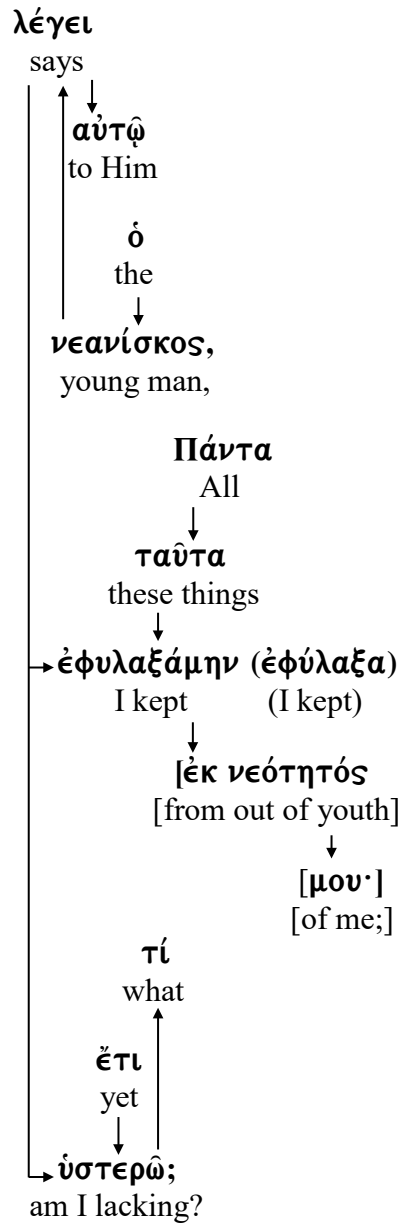 λέγει
says
αὐτῷ
to Him
ὁ
the
νεανίσκος,
young man,
Πάντα
All
ταῦτα
these things
ἐφυλαξάμην (ἐφύλαξα)
I kept (I kept)
[ἐκ νεότητός
[from out of youth]
[μου·]
[of me;]
τί
what
ἔτι
yet
ὑστερῶ;
am I lacking?